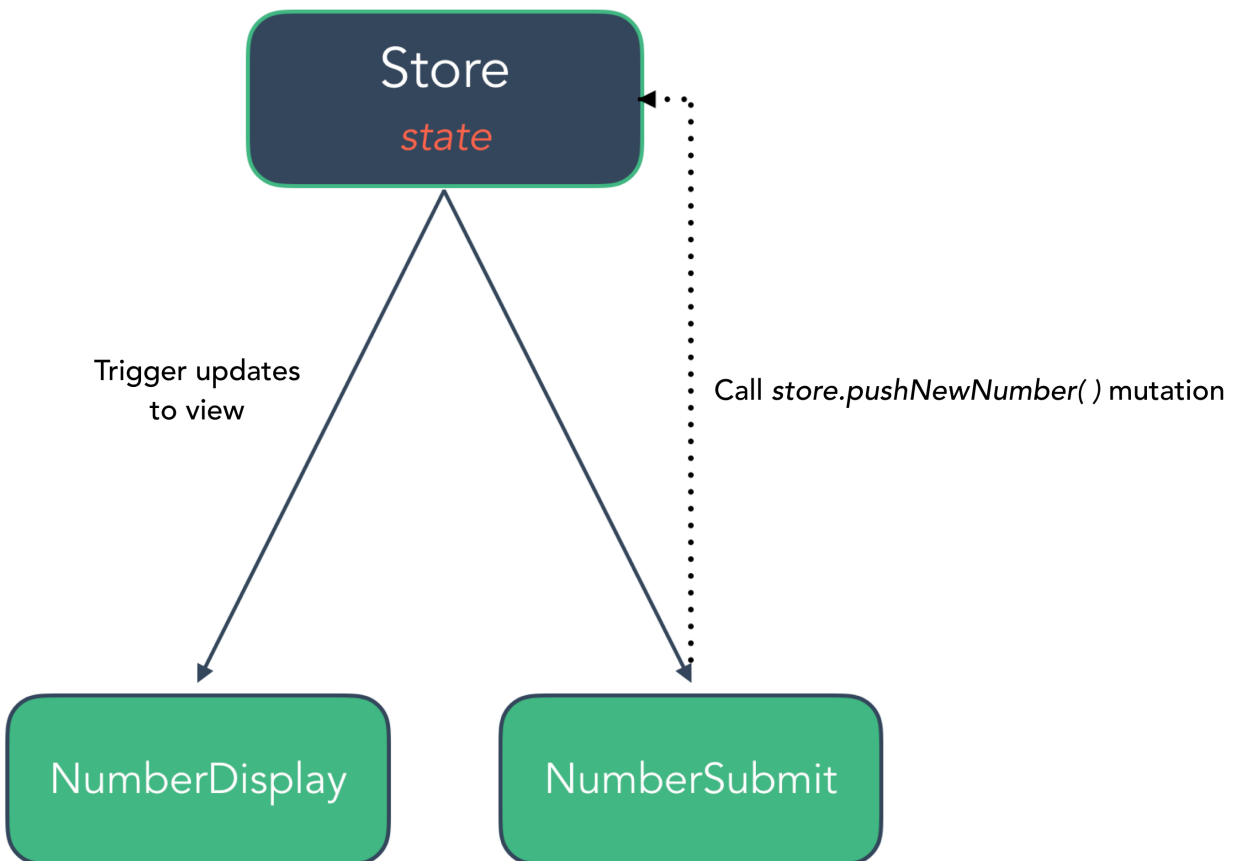 Store
state
Trigger updates
to view
Call store.pushNewNumber( ) mutation
NumberDisplay
NumberSubmit